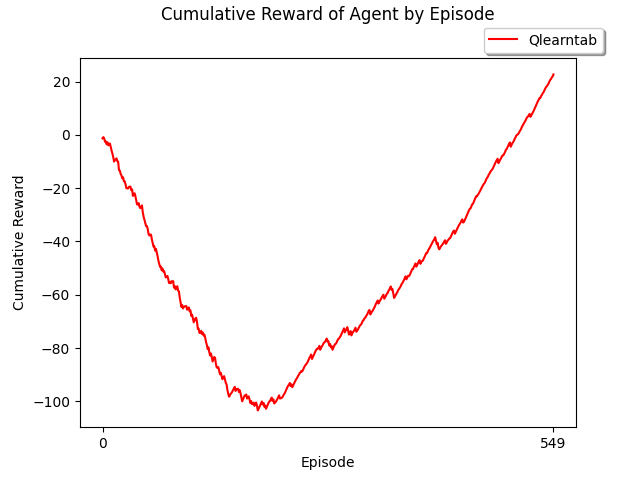 Cumulative Reward of Agent by Episode
Qlearntab
20
0
−20
−40
−60
−80
−100
Cumulative Reward
0
549
Episode